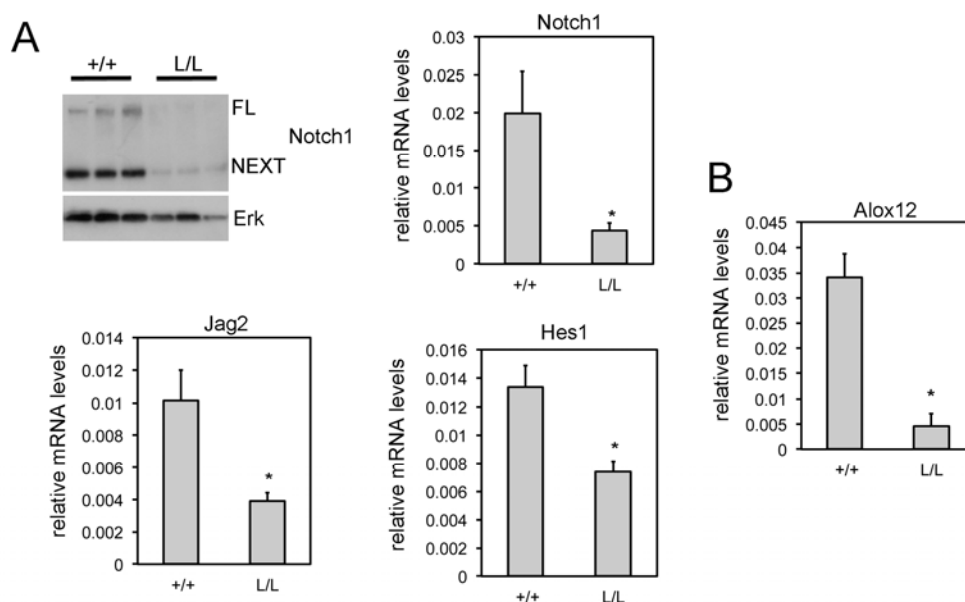 A
+/+ L/L
FL
Notch1
NEXT
Erk
Notch1
relative mRNA levels
0.03
0.025
0.02
0.015
0.01
0.005
0
*
+/+ L/L
B
Alox12
relative mRNA levels
0.045
0.04
0.035
0.03
0.025
0.02
0.015
0.01
0.005
0
*
+/+ L/L
Jag2
relative mRNA levels
0.014
0.012
0.01
0.008
0.006
0.004
0.002
0
*
+/+ L/L
Hes1
relative mRNA levels
0.016
0.014
0.012
0.01
0.008
0.006
0.004
0.002
0
*
+/+ L/L